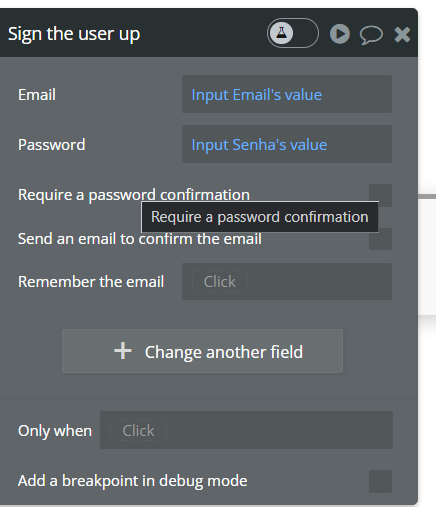 Sign the user up
Email
Input Email's value
Password
Input Senha's value
Require a password confirmation
Require a password confirmation
Send an email to confirm the email
Remember the email
Click
+ Change another field
Only when
Click
Add a breakpoint in debug mode